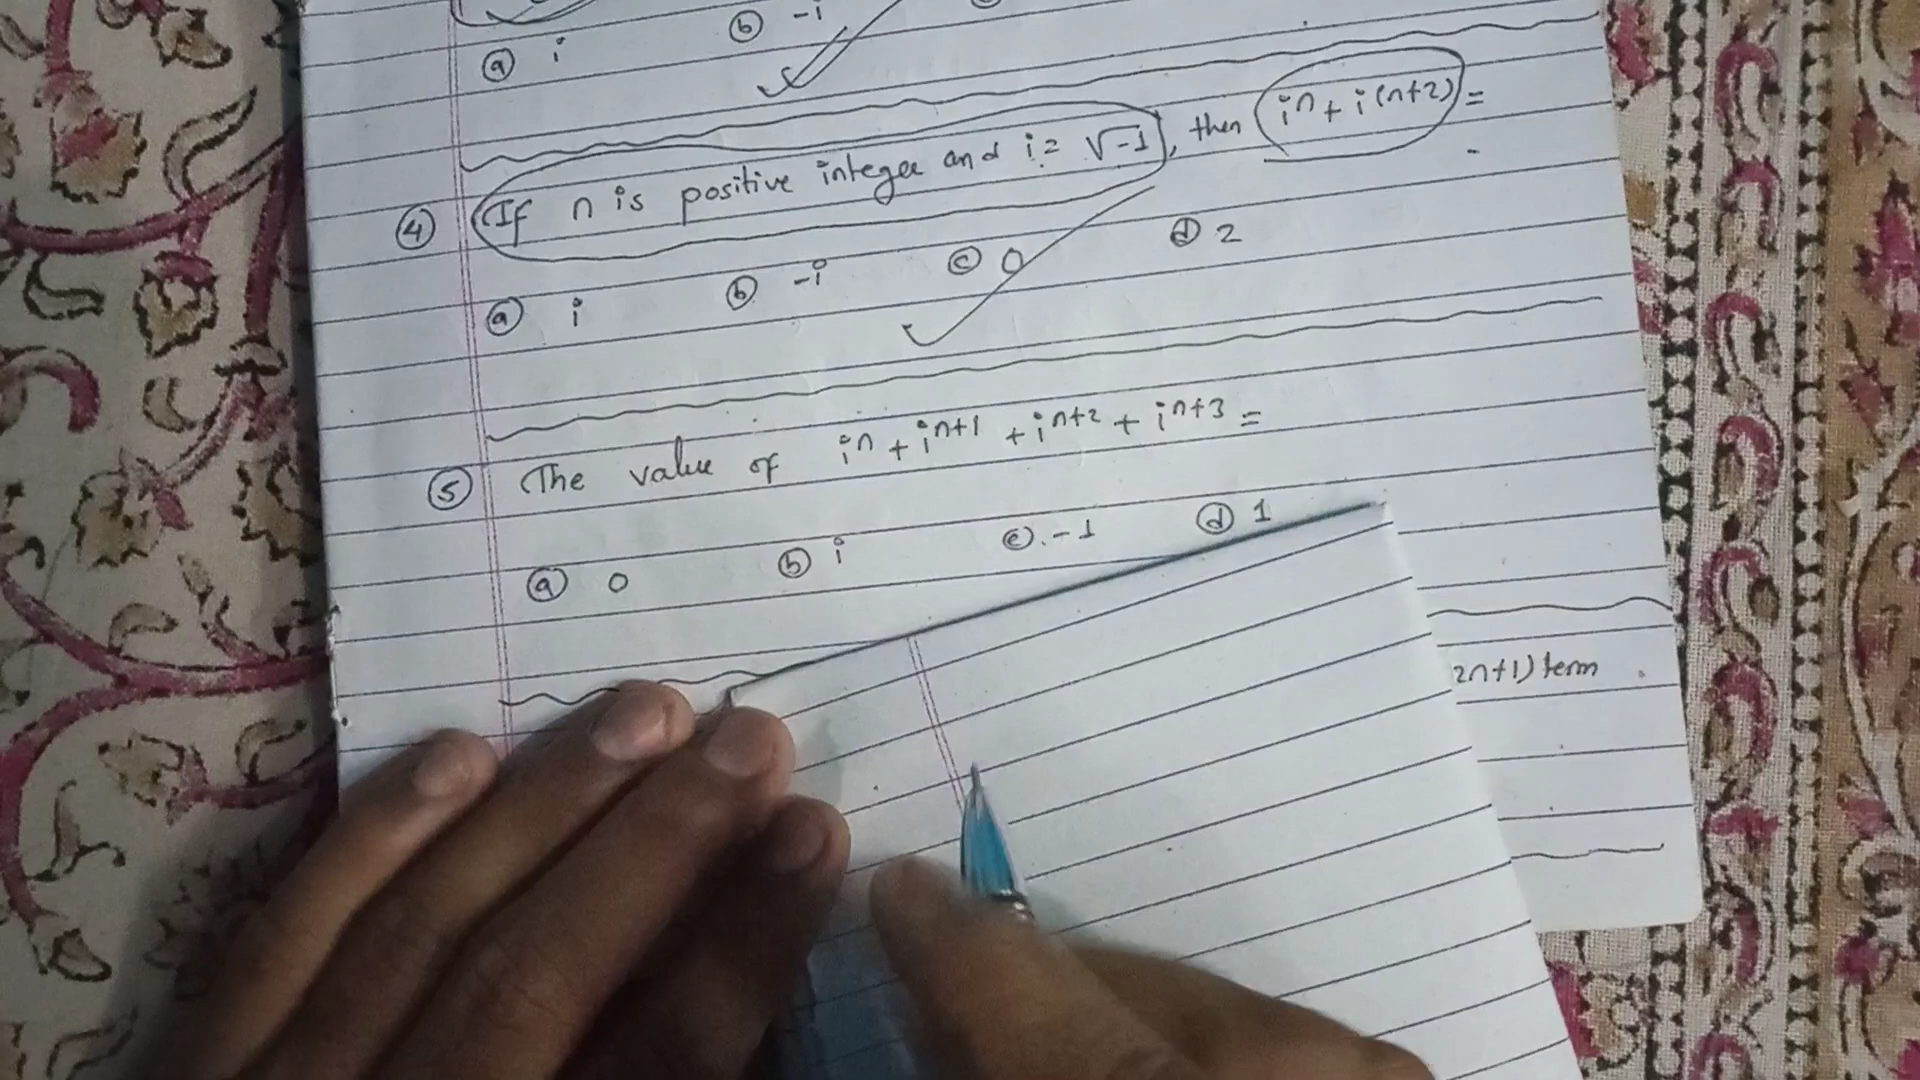 ⓐ i ⓑ -i
④ If n is positive integer and i = √-1, then iⁿ + i⁽ⁿ⁺²⁾ =
ⓐ i ⓑ -i ⓒ 0 ⓓ 2
⑤ The value of iⁿ + iⁿ⁺¹ + iⁿ⁺² + iⁿ⁺³ =
ⓐ 0 ⓑ i ⓒ -1 ⓓ 1
2n+1) term